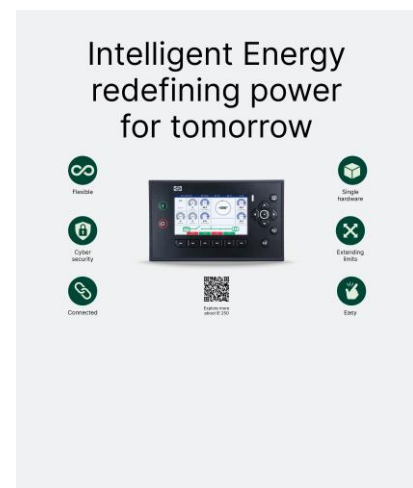 Intelligent Energy
redefining power
for tomorrow
Flexible
Single
hardware
Cyber
security
Extending
limits
Connected
Explore more
about iE 250
Easy